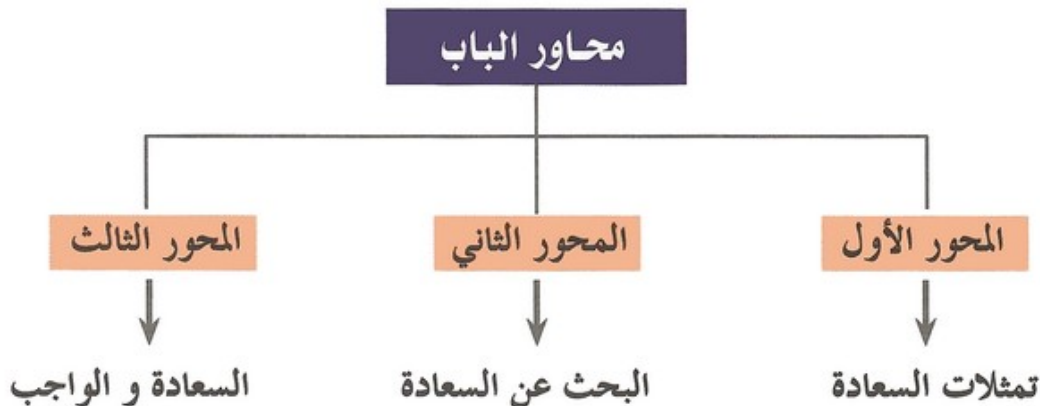 محاور الباب
المحور الأول
المحور الثاني
المحور الثالث
تمثلات السعادة
البحث عن السعادة
السعادة و الواجب